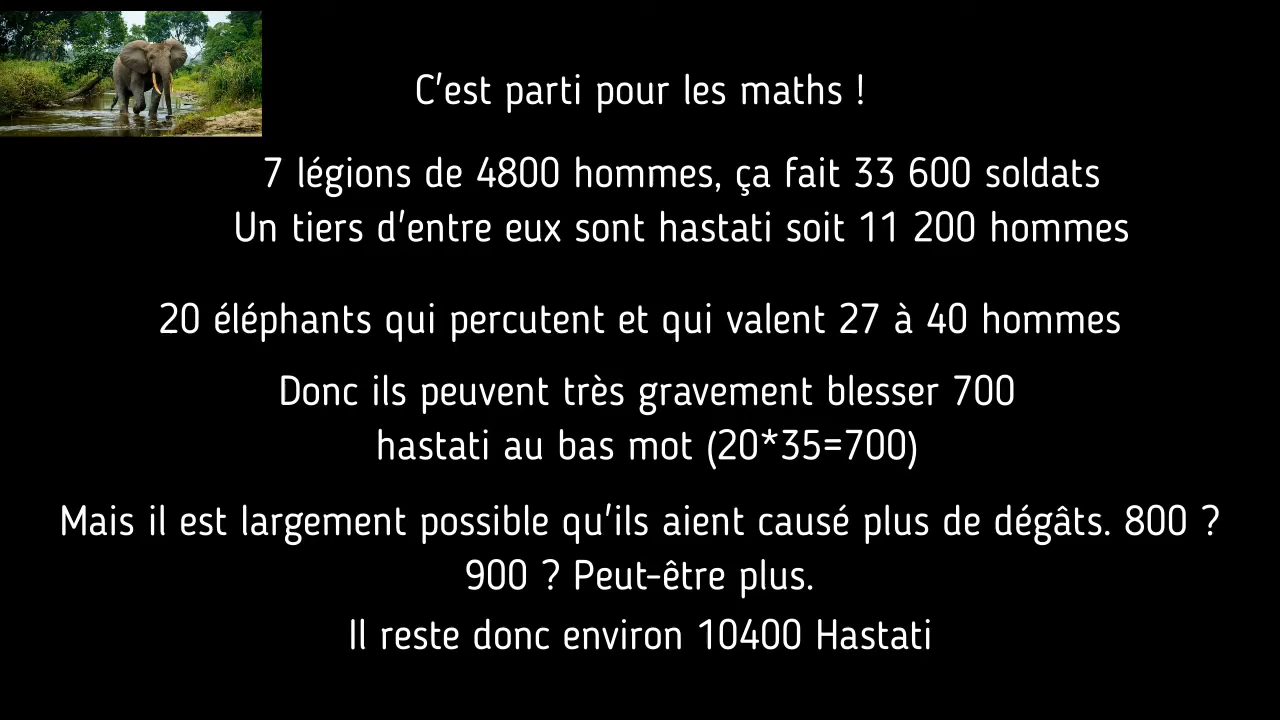 C'est parti pour les maths !
7 légions de 4800 hommes, ça fait 33 600 soldats
Un tiers d'entre eux sont hastati soit 11 200 hommes
20 éléphants qui percutent et qui valent 27 à 40 hommes
Donc ils peuvent très gravement blesser 700
hastati au bas mot (20*35=700)
Mais il est largement possible qu'ils aient causé plus de dégâts. 800 ?
900 ? Peut-être plus.
Il reste donc environ 10400 Hastati